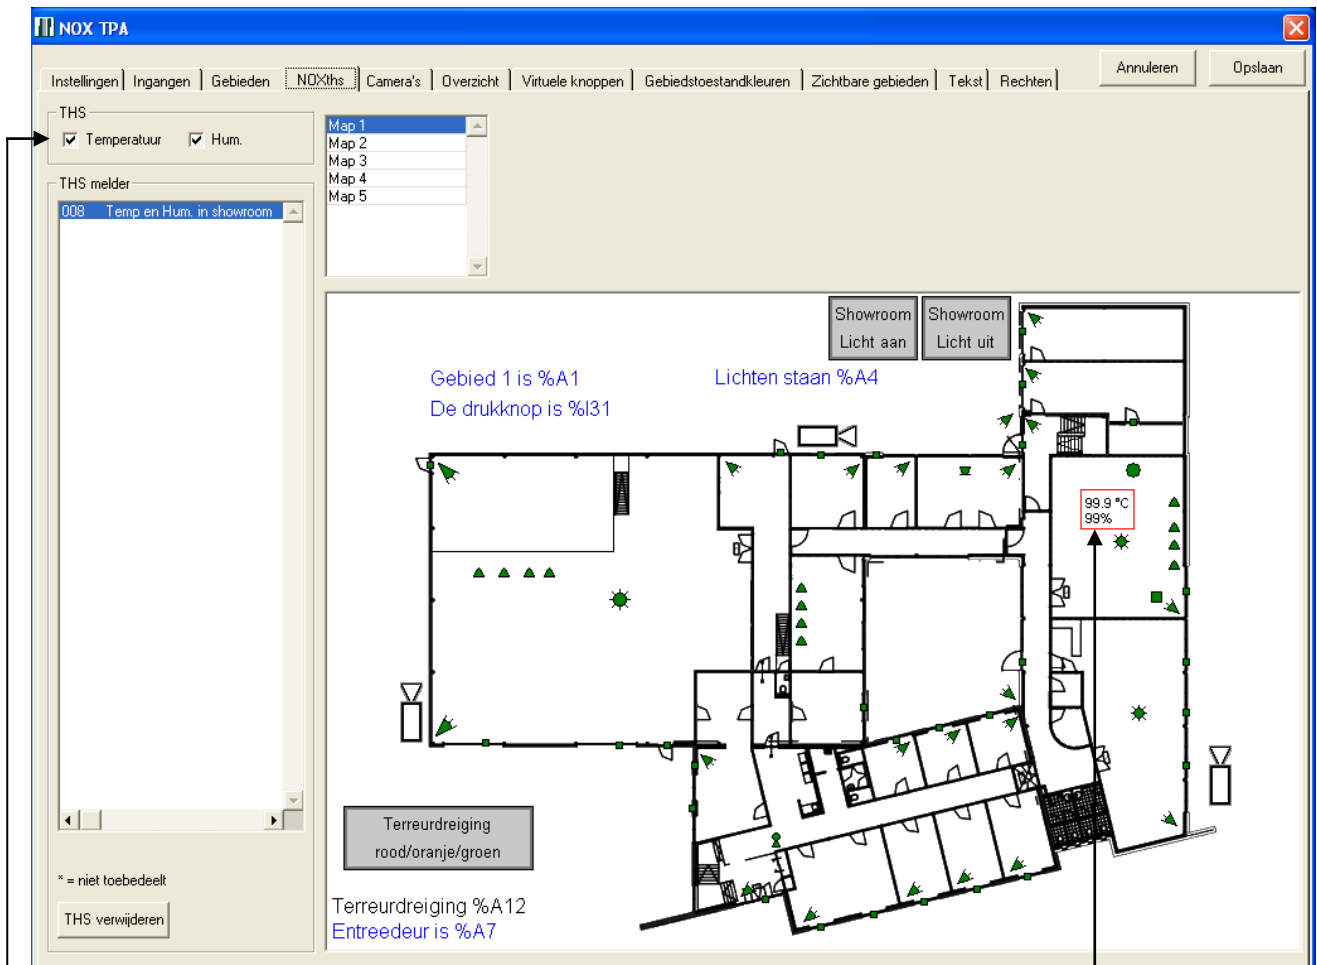 NOX TPA
Annuleren
Opslaan
Instellingen
Ingangen
Gebieden
NOXths
Camera's
Overzicht
Virtuele knoppen
Gebiedstoestandkleuren
Zichtbare gebieden
Tekst
Rechten
THS
Temperatuur
Hum.
Map 1
Map 2
Map 3
Map 4
Map 5
THS melder
008 Temp en Hum. in showroom
Showroom
Licht aan
Showroom
Licht uit
Gebied 1 is %A1
Lichten staan %A4
De drukknop is %I31
99.9 °C
99%
Terreurdreiging
rood/oranje/groen
* = niet toebedeelt
THS verwijderen
Terreurdreiging %A12
Entreedeur is %A7